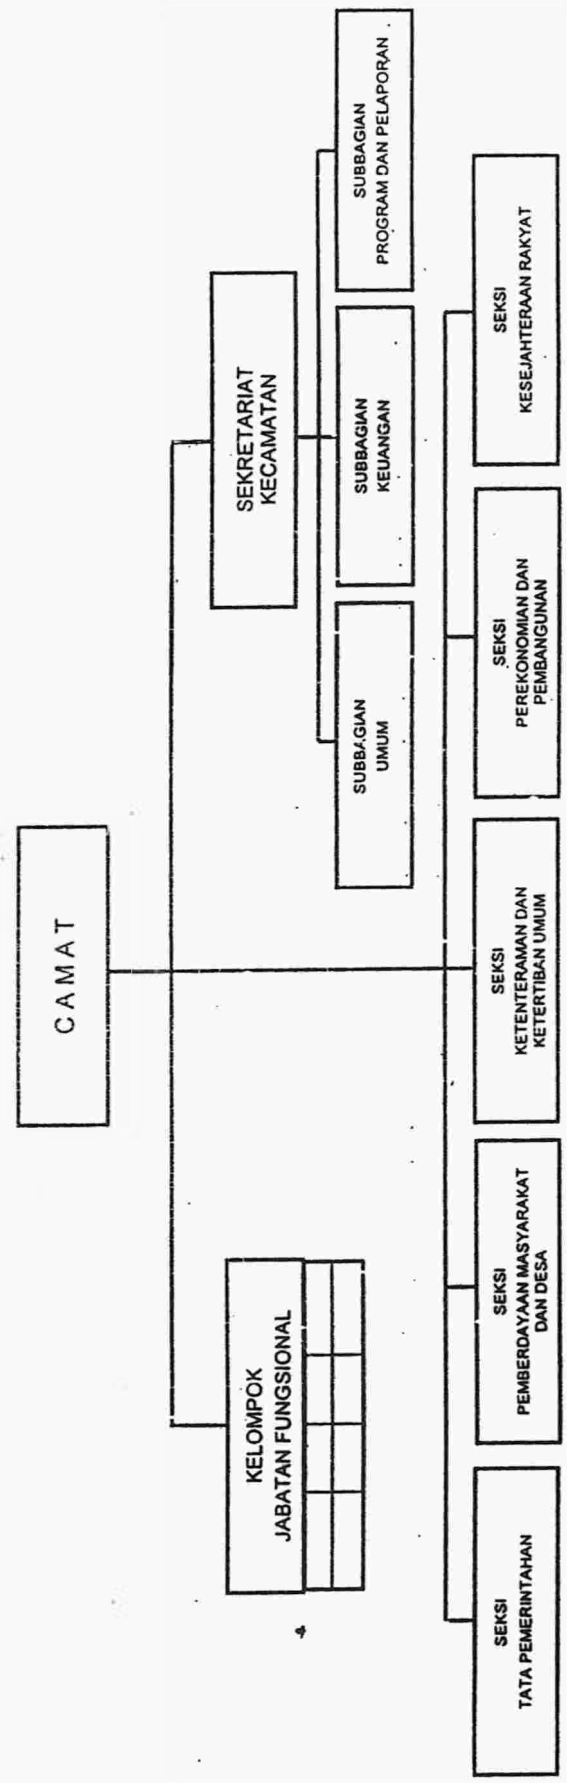 C A M A T
KELOMPOK
JABATAN FUNGSIONAL
SEKRETARIAT
KECAMATAN
SUBBAGIAN
UMUM
SUBBAGIAN
KEUANGAN
SUBBAGIAN
PROGRAM DAN PELAPORAN
SEKSI
TATA PEMERINTAHAN
SEKSI
PEMBERDAYAAN MASYARAKAT
DAN DESA
SEKSI
KETENTERAMAN DAN
KETERTIBAN UMUM
SEKSI
PEREKONOMIAN DAN
PEMBANGUNAN
SEKSI
KESEJAHTERAAN RAKYAT